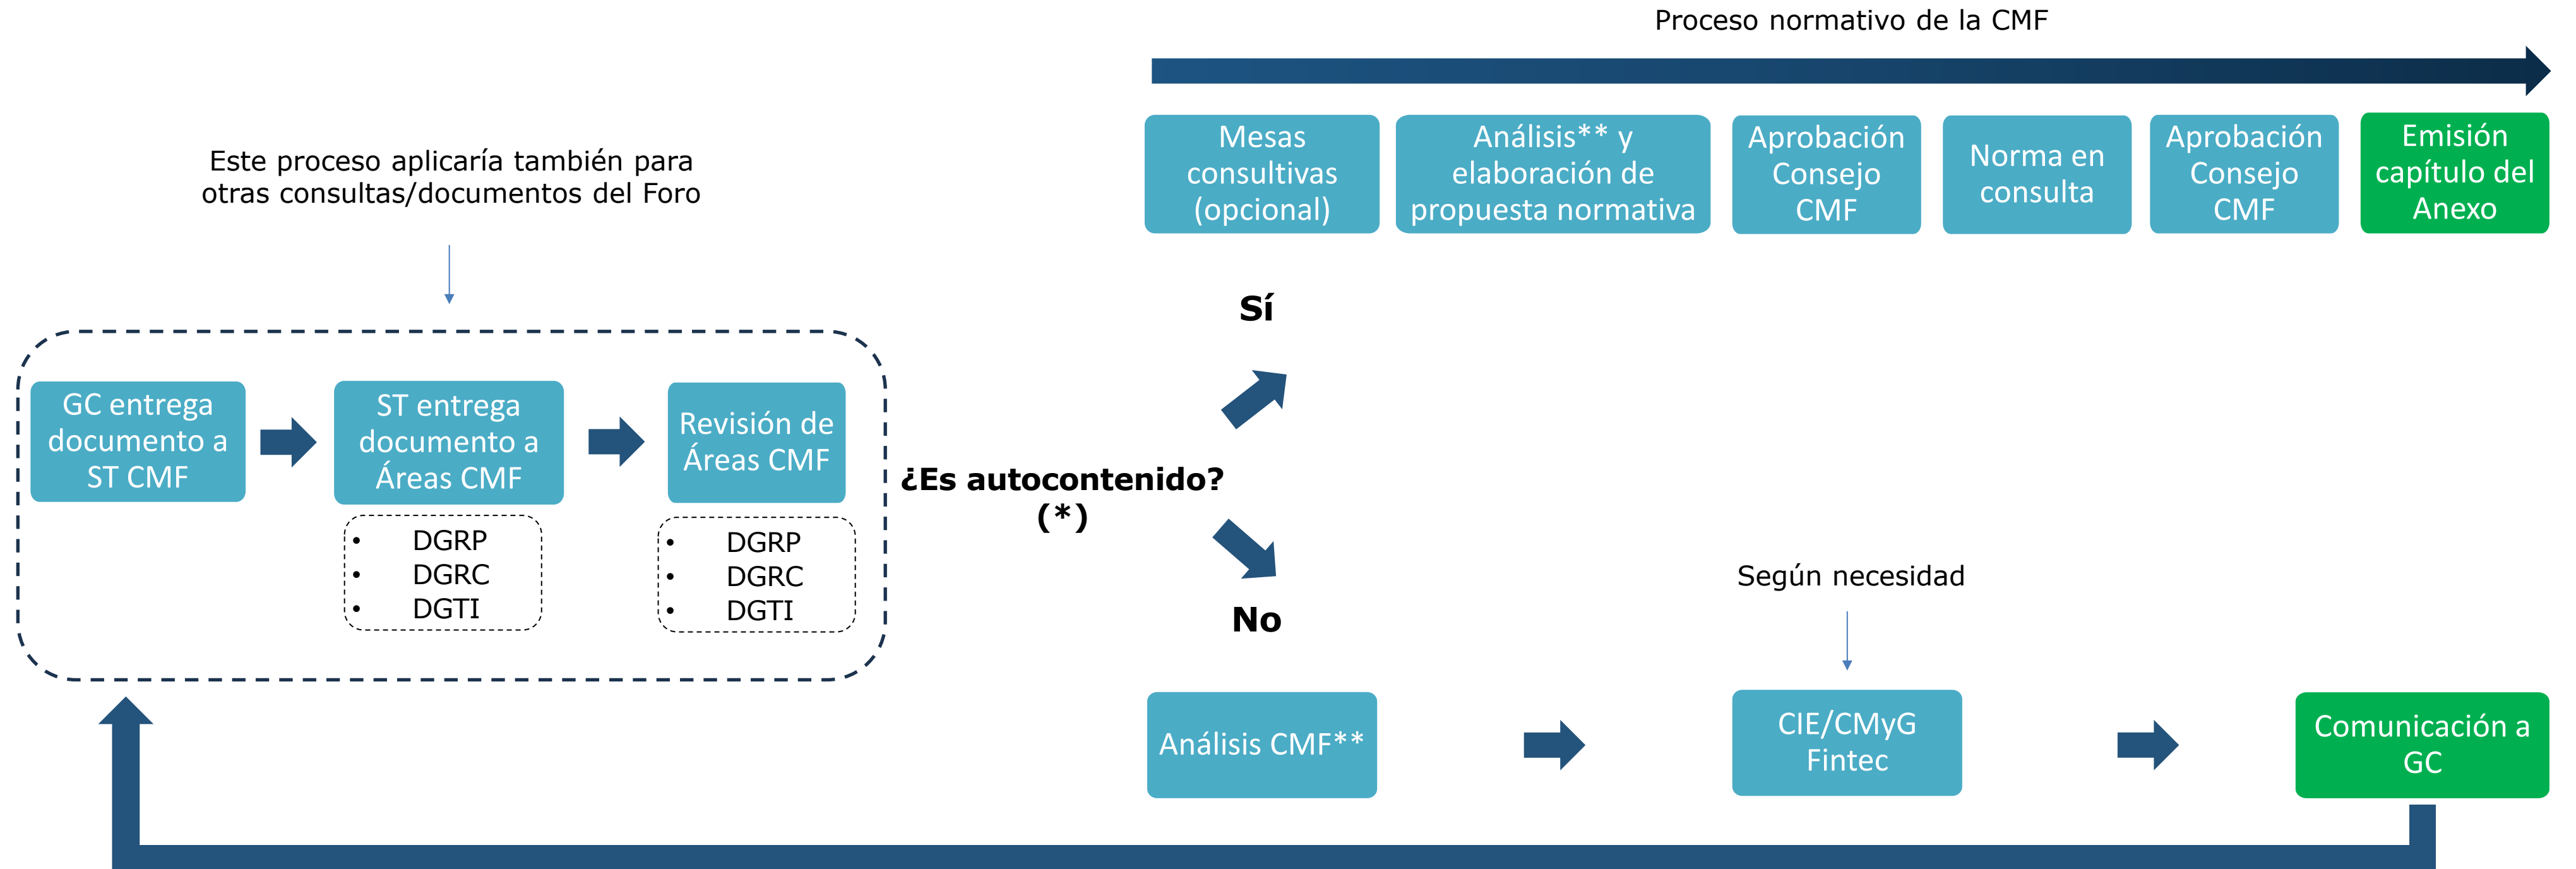 Proceso normativo de la CMF
Mesas
consultivas
(opcional)
Análisis** y
elaboración de
propuesta normativa
Aprobación
Consejo
CMF
Norma en
consulta
Aprobación
Consejo
CMF
Emisión
capítulo del
Anexo
Este proceso aplicaría también para
otras consultas/documentos del Foro
Sí
GC entrega
documento a
ST CMF
ST entrega
documento a
Áreas CMF
Revisión de
Áreas CMF
• DGRP
• DGRC
• DGTI
• DGRP
• DGRC
• DGTI
¿Es autocontenido?
(*)
No
Según necesidad
Análisis CMF**
CIE/CMyG
Fintec
Comunicación a
GC